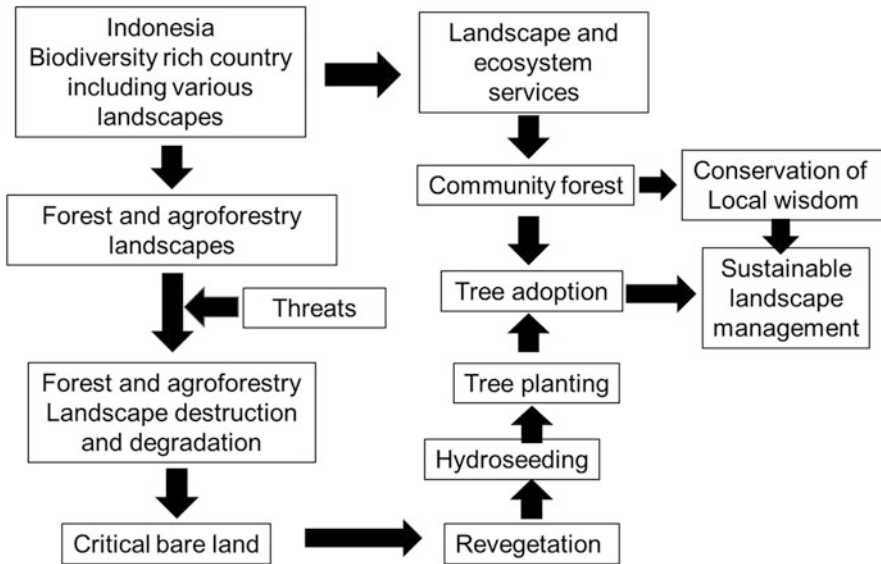 Indonesia
Biodiversity rich country
including various
landscapes
Landscape and
ecosystem
services
Community forest
Conservation of
Local wisdom
Forest and agroforestry
landscapes
Threats
Tree adoption
Sustainable
landscape
management
Forest and agroforestry
Landscape destruction
and degradation
Tree planting
Hydroseeding
Critical bare land
Revegetation